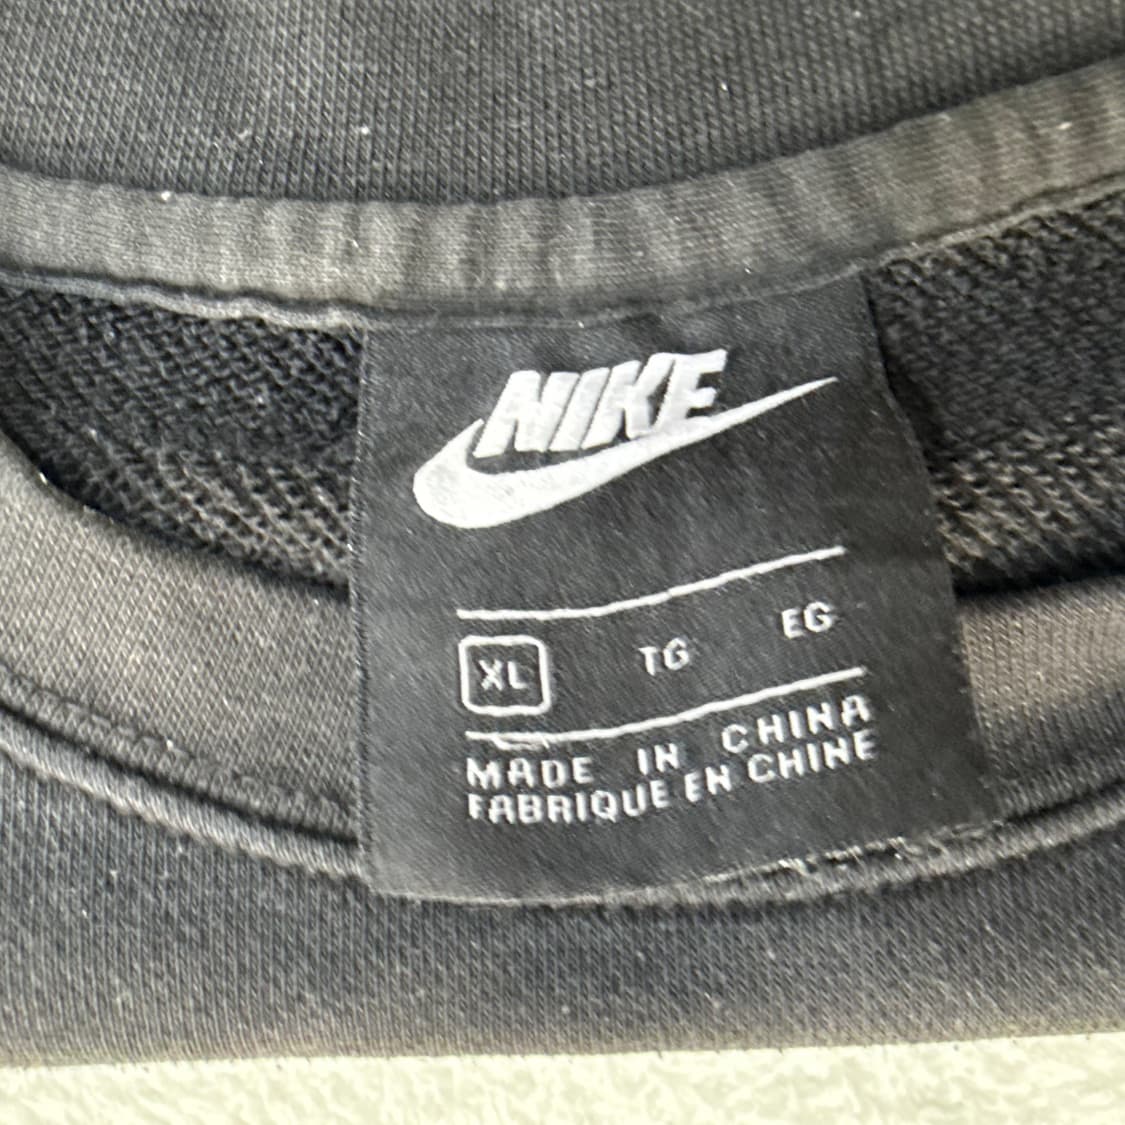 NIKE
XL TG EG
MADE IN CHINA
FABRIQUE EN CHINE